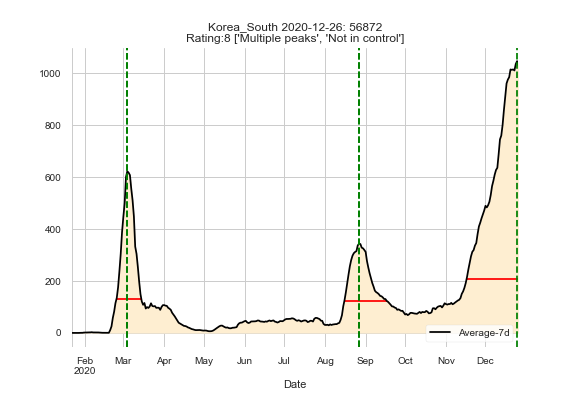 Korea_South 2020-12-26: 56872
Rating:8 ['Multiple peaks', 'Not in control']
1000
800
600
400
200
0
Average-7d
Feb Mar Apr May Jun Jul Aug Sep Oct Nov Dec
2020
Date